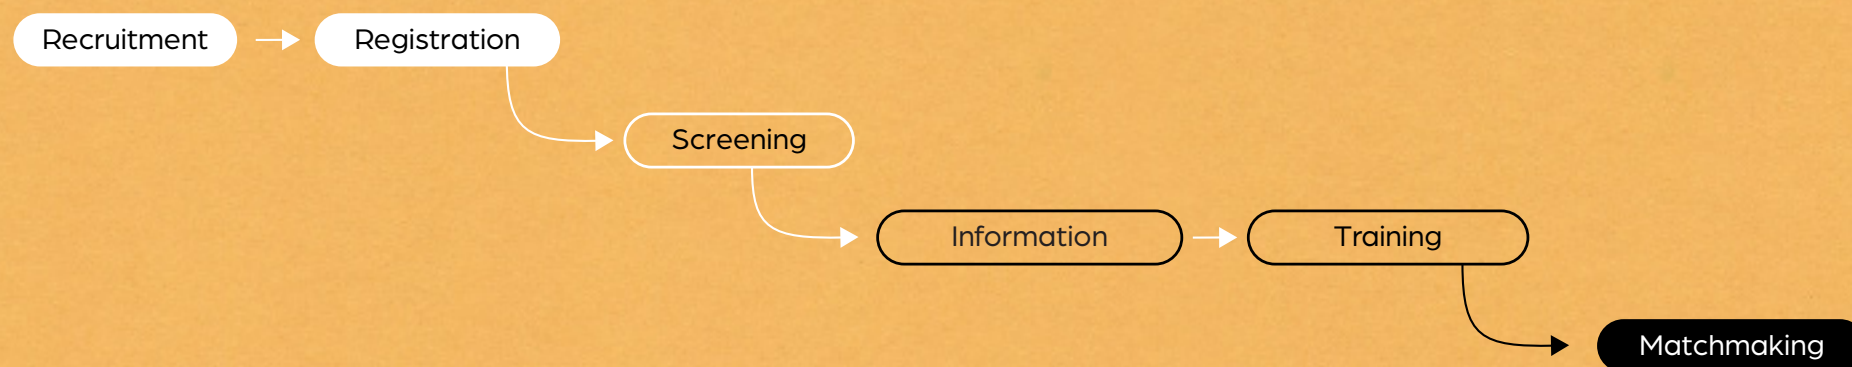 Recruitment
Registration
Screening
Information
Training
Matchmaking